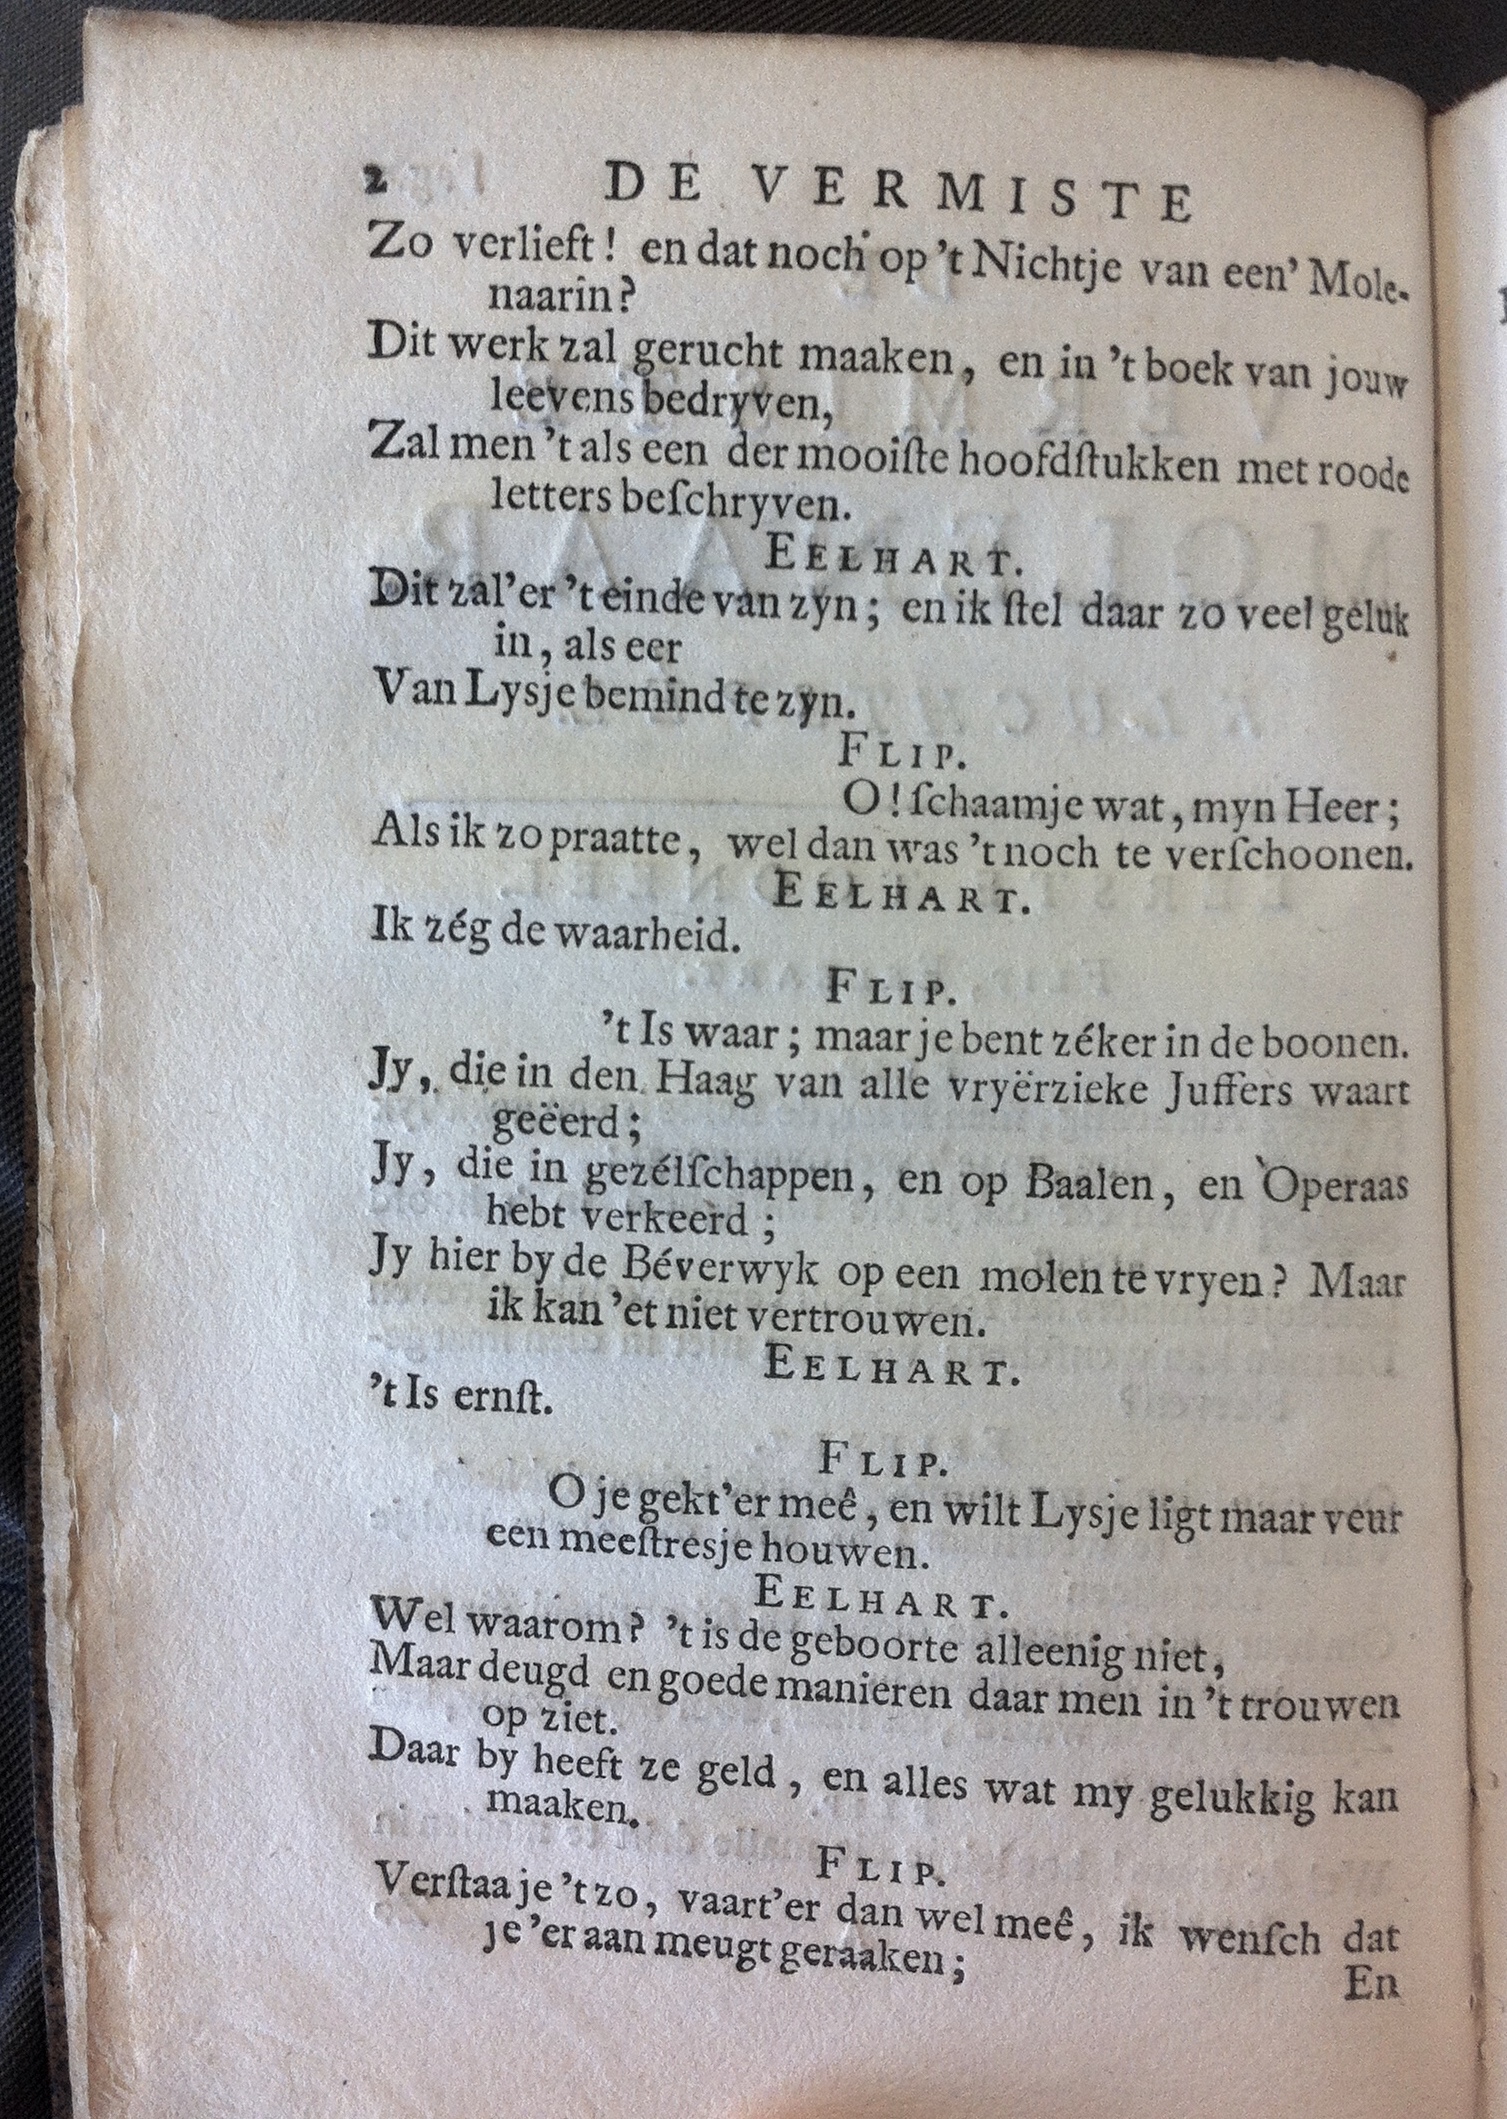 2 DE VERMISTE
Zo verlieft! en dat noch op 't Nichtje van een' Mole-
naarin?
Dit werk zal gerucht maaken, en in 't boek van jouw
leevens bedryven,
Zal men 't als een der mooiſte hoofdſtukken met roode
letters beſchryven.
EELHART.
Dit zal'er 't einde van zyn; en ik ſtel daar zo veel geluk
in, als eer
Van Lysje bemind te zyn.
FLIP.
O! ſchaamje wat, myn Heer;
Als ik zo praatte, wel dan was 't noch te verſchoonen.
EELHART.
Ik zég de waarheid.
FLIP.
't Is waar; maar je bent zéker in de boonen.
Jy, die in den Haag van alle vryërzieke Juffers waart
geëerd;
Jy, die in gezélſchappen, en op Baalen, en Operaas
hebt verkeerd;
Jy hier by de Béverwyk op een molen te vryen? Maar
ik kan 'et niet vertrouwen.
EELHART.
't Is ernſt.
FLIP.
O je gekt'er meê, en wilt Lysje ligt maar veur
een meeſtresje houwen.
EELHART.
Wel waarom? 't is de geboorte alleenig niet,
Maar deugd en goede manieren daar men in 't trouwen
op ziet.
Daar by heeft ze geld, en alles wat my gelukkig kan
maaken.
FLIP.
Verſtaa je 't zo, vaart'er dan wel meê, ik wenſch dat
je 'er aan meugt geraaken;
En